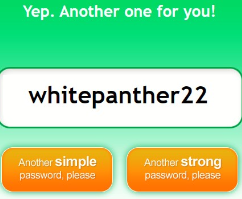 Yep. Another one for you!
whitepanther22
Another simple
password, please
Another strong
password, please